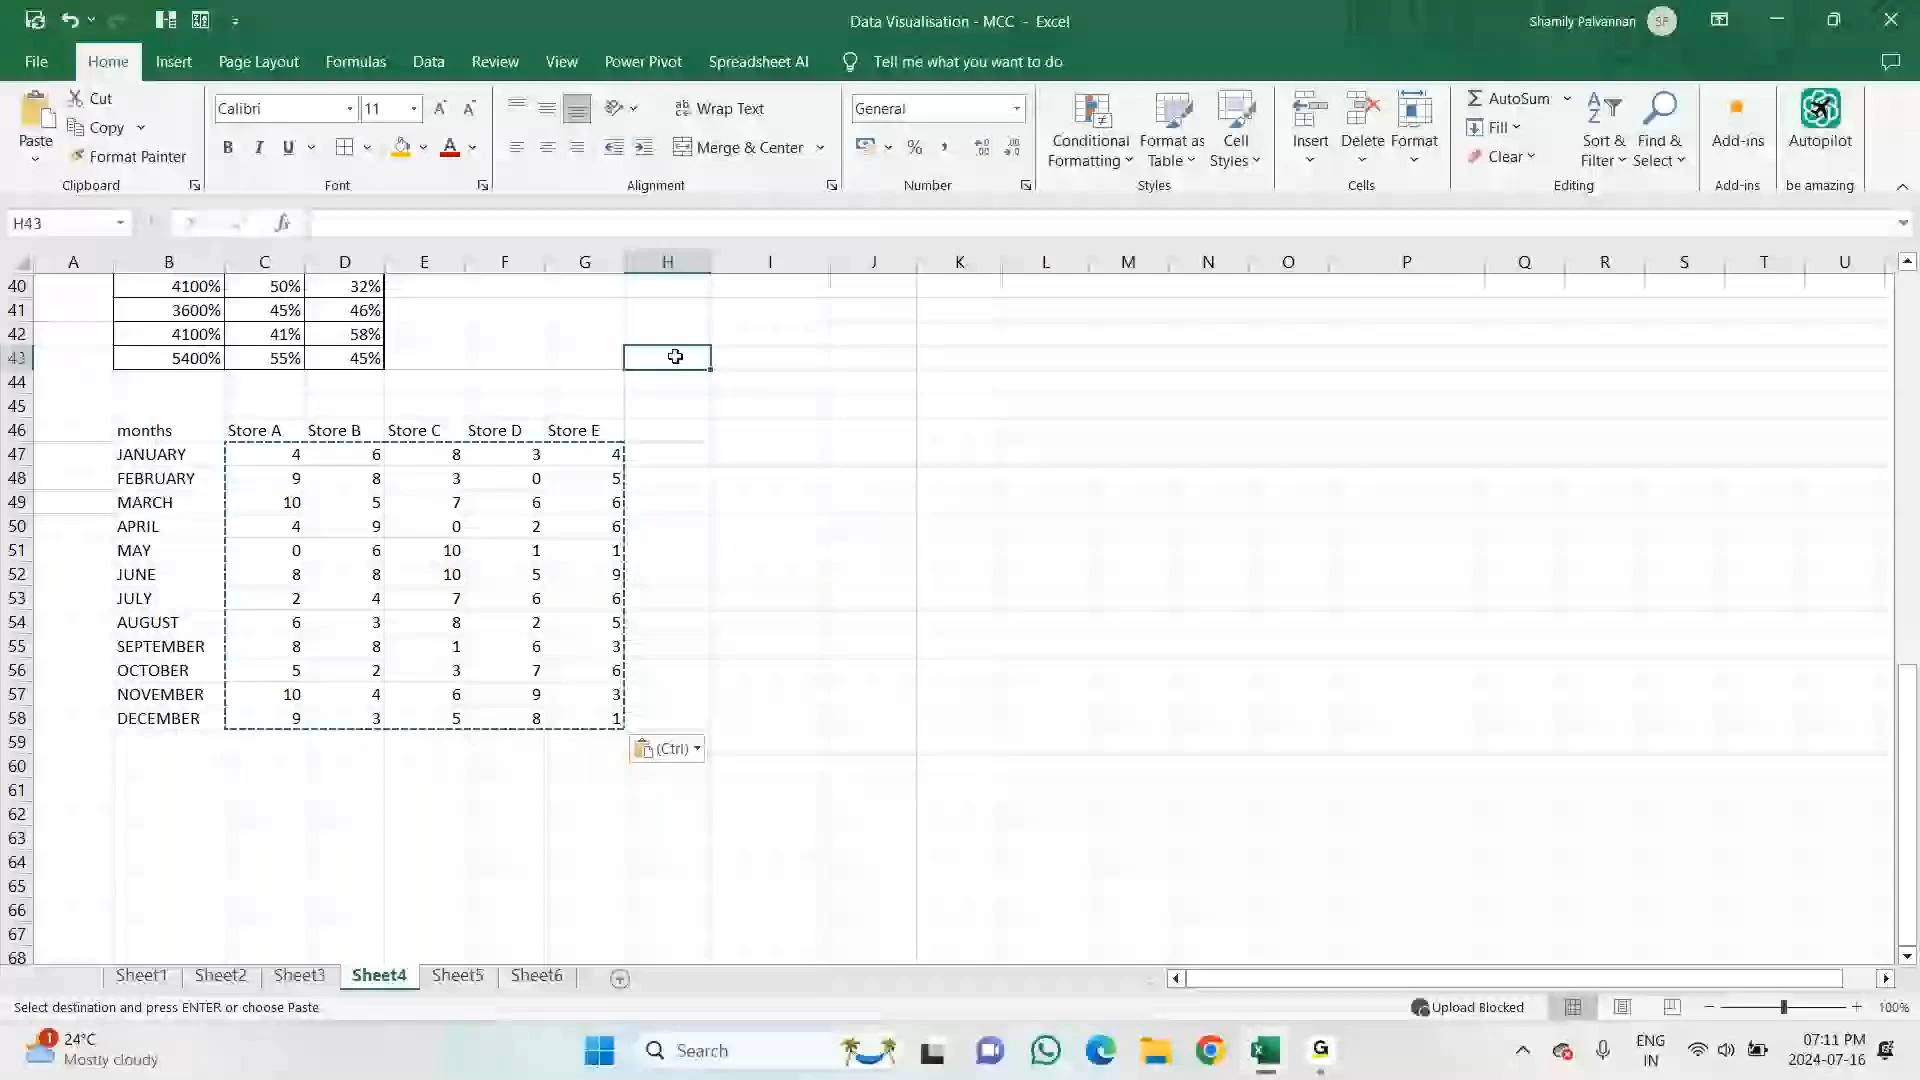 Data Visualisation - MCC - Excel
Shamily Palvannan
SF
File Home Insert Page Layout Formulas Data Review View Power Pivot Spreadsheet AI Tell me what you want to do
Cut
Copy
Format Painter
Paste
Clipboard
Calibri 11
B I U
A
Font
Wrap Text
Merge & Center
Alignment
General
%
Number
Conditional Formatting
Format as Table
Cell Styles
Styles
Insert Delete Format
Cells
AutoSum
Fill
Clear
Sort & Filter
Find & Select
Editing
Add-ins
Add-ins
Autopilot
be amazing
H43
fx
A B C D E F G H I J K L M N O P Q R S T U
40 4100% 50% 32%
41 3600% 45% 46%
42 4100% 41% 58%
43 5400% 55% 45%
44
45
46 months Store A Store B Store C Store D Store E
47 JANUARY 4 6 8 3 4
48 FEBRUARY 9 8 3 0 5
49 MARCH 10 5 7 6 6
50 APRIL 4 9 0 2 6
51 MAY 0 6 10 1 1
52 JUNE 8 8 10 5 9
53 JULY 2 4 7 6 6
54 AUGUST 6 3 8 2 5
55 SEPTEMBER 8 8 1 6 3
56 OCTOBER 5 2 3 7 6
57 NOVEMBER 10 4 6 9 3
58 DECEMBER 9 3 5 8 1
59 (Ctrl)
60
61
62
63
64
65
66
67
68
Sheet1 Sheet2 Sheet3 Sheet4 Sheet5 Sheet6
Select destination and press ENTER or choose Paste
Upload Blocked
100%
1
24°C
Mostly cloudy
Search
ENG
IN
07:11 PM
2024-07-16